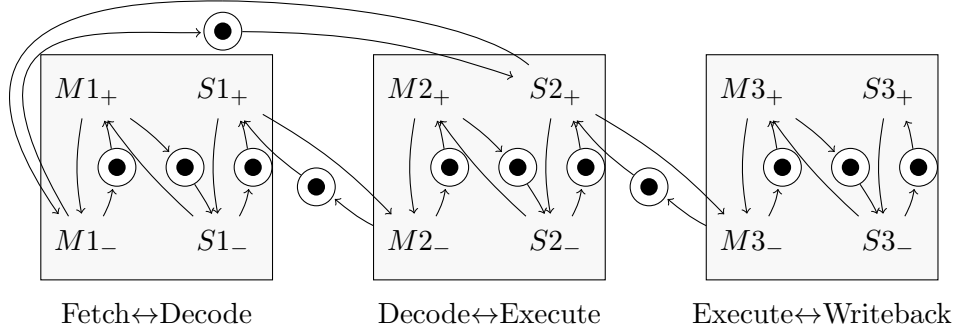 M1₊ S1₊ M2₊ S2₊ M3₊ S3₊
M1₋ S1₋ M2₋ S2₋ M3₋ S3₋
Fetch↔Decode Decode↔Execute Execute↔Writeback